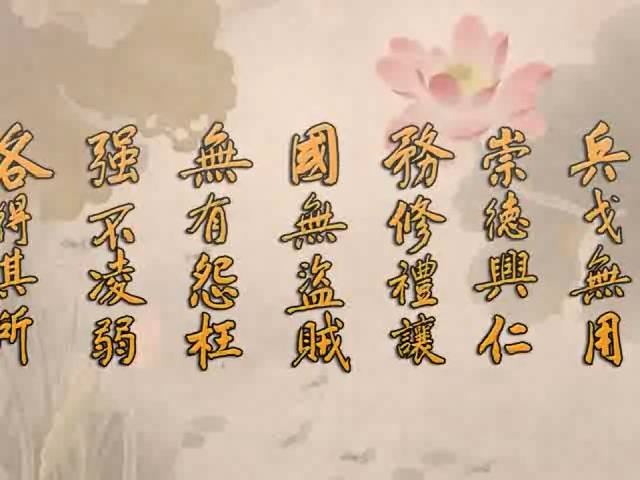 兵戈無用
崇德興仁
務修禮讓
國無盜賊
無有怨枉
强不凌弱
各得其所